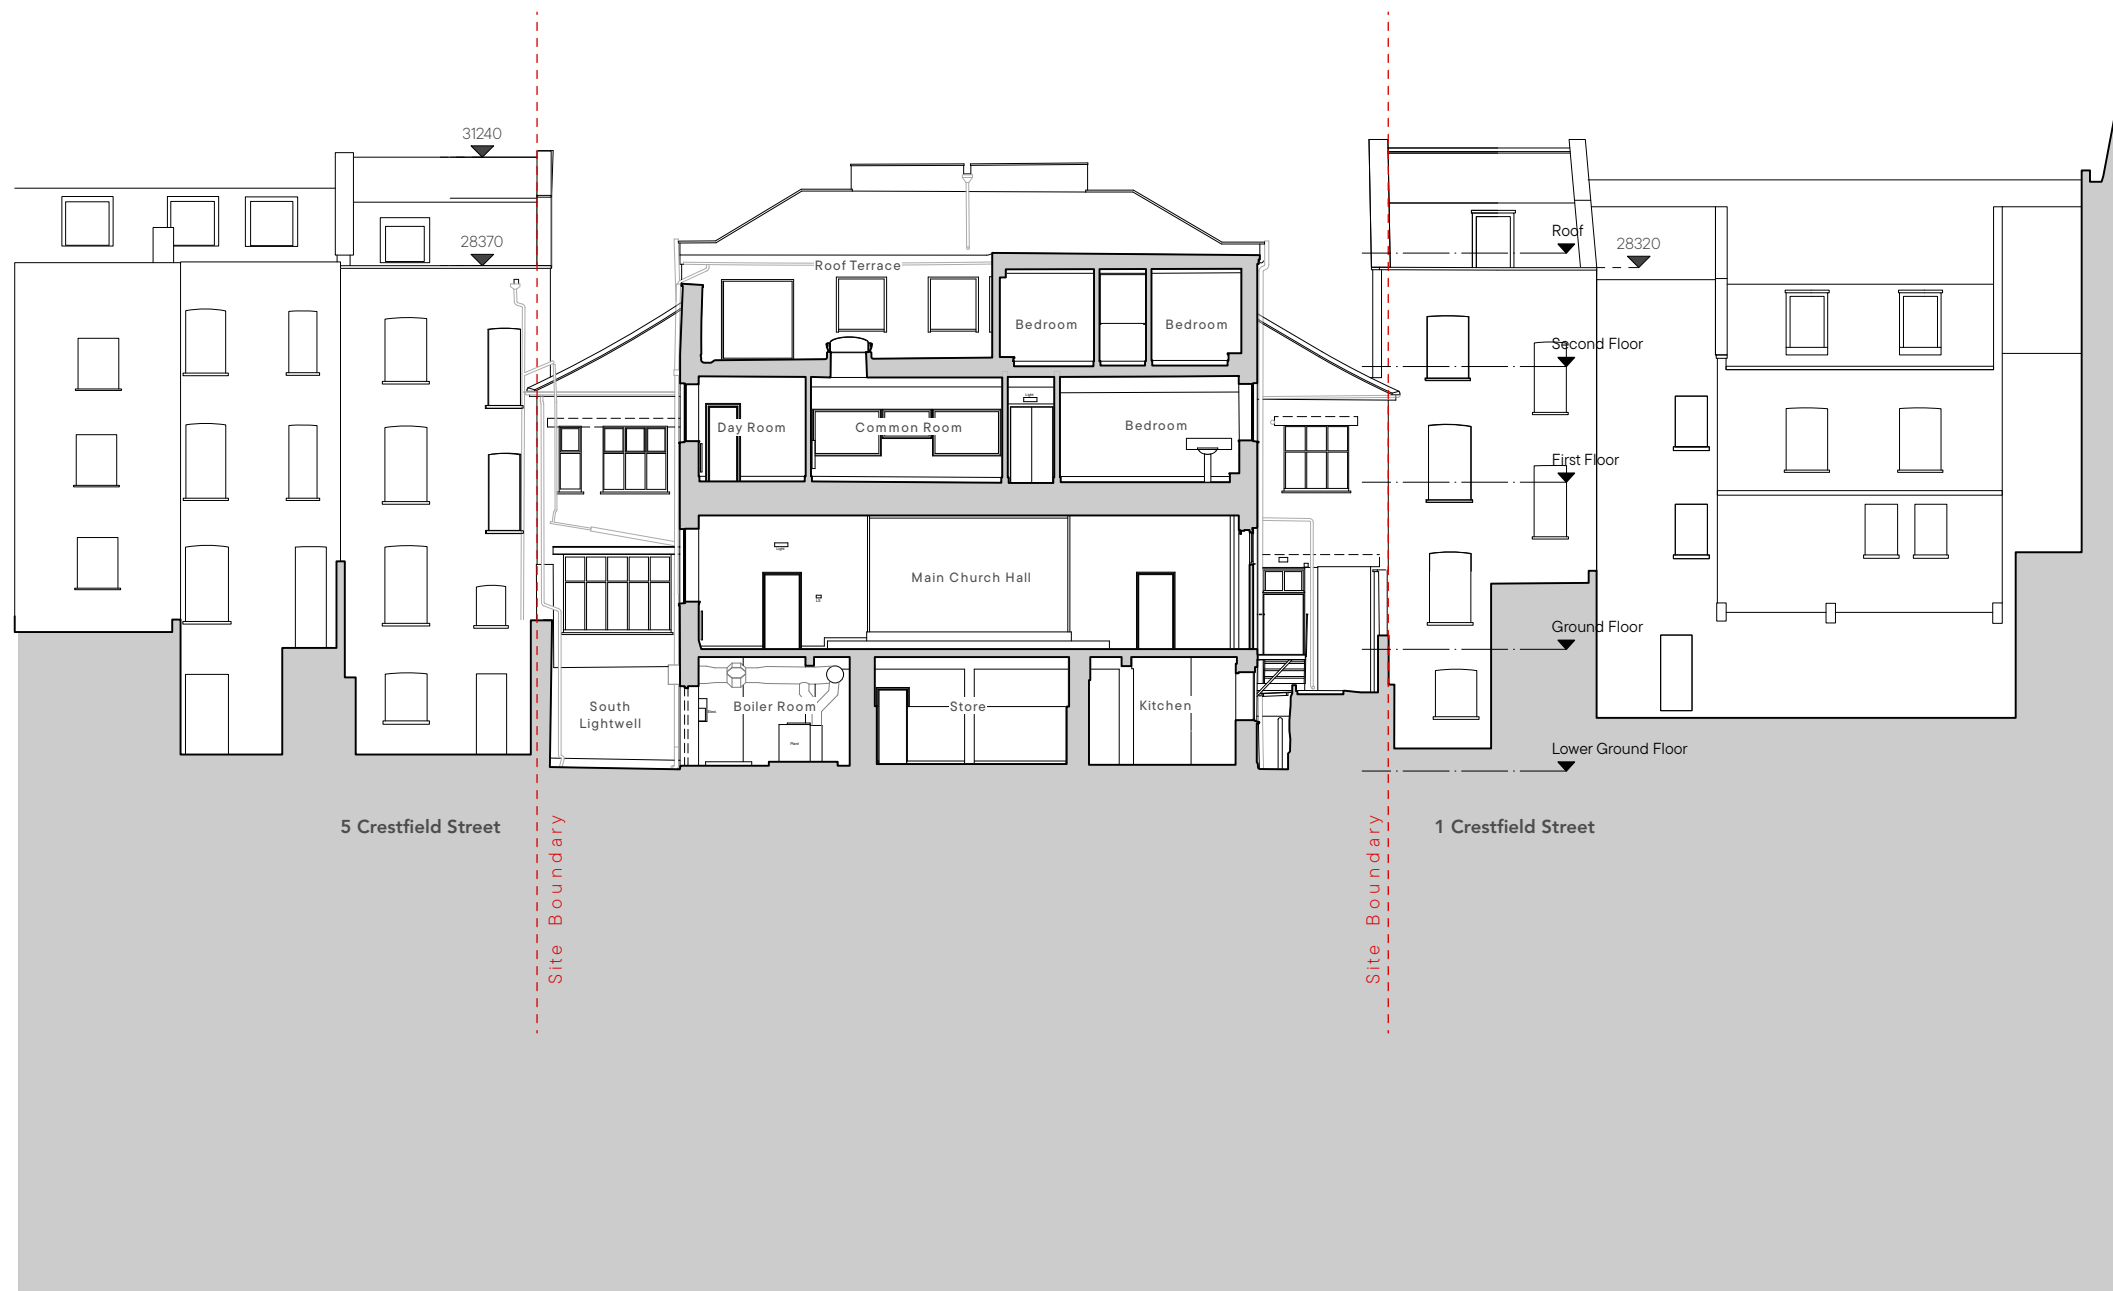 31240
28370
Roof
28320
Roof Terrace
Bedroom
Bedroom
Second Floor
Light
Day Room
Common Room
Bedroom
First Floor
Light
Main Church Hall
Ground Floor
South
Lightwell
Boiler Room
Store
Kitchen
Lower Ground Floor
5 Crestfield Street
1 Crestfield Street
Site Boundary
Site Boundary